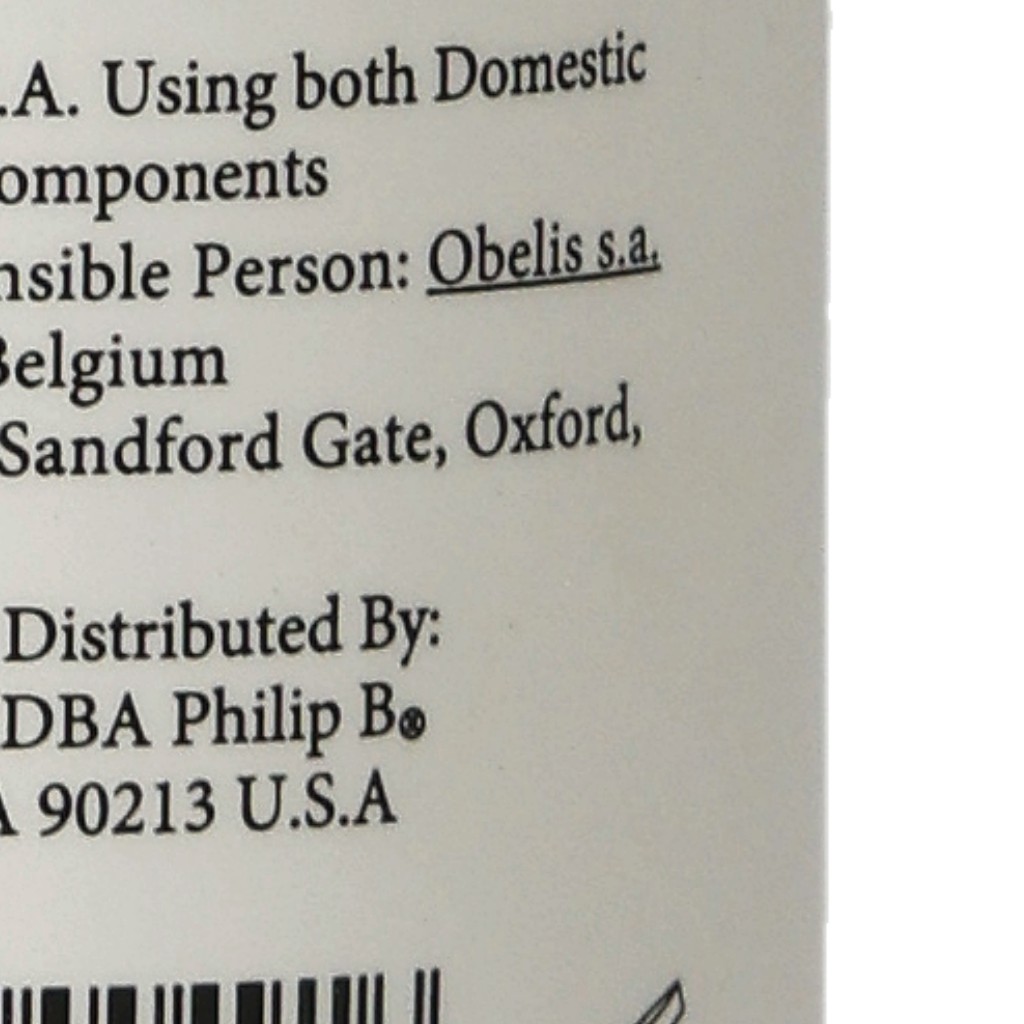 .A. Using both Domestic
omponents
nsible Person: Obelis s.a.
Belgium
Sandford Gate, Oxford,
Distributed By:
DBA Philip B®
A 90213 U.S.A